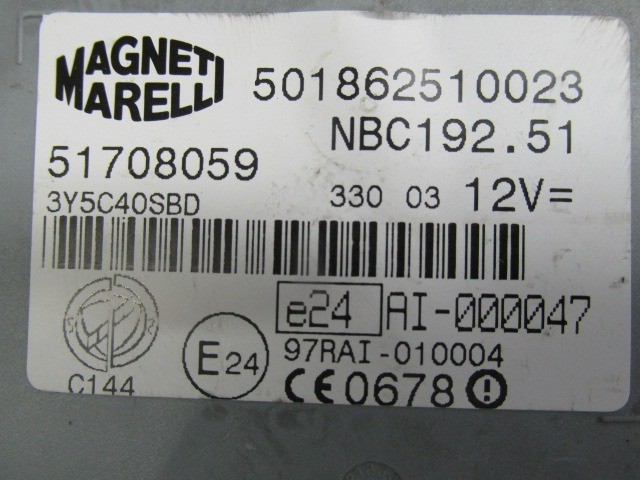 MAGNETI
MARELLI
501862510023
NBC192.51
51708059
3Y5C40SBD
330 03 12V=
e24 AI-000047
E24
97RAI-010004
C144
CE0678